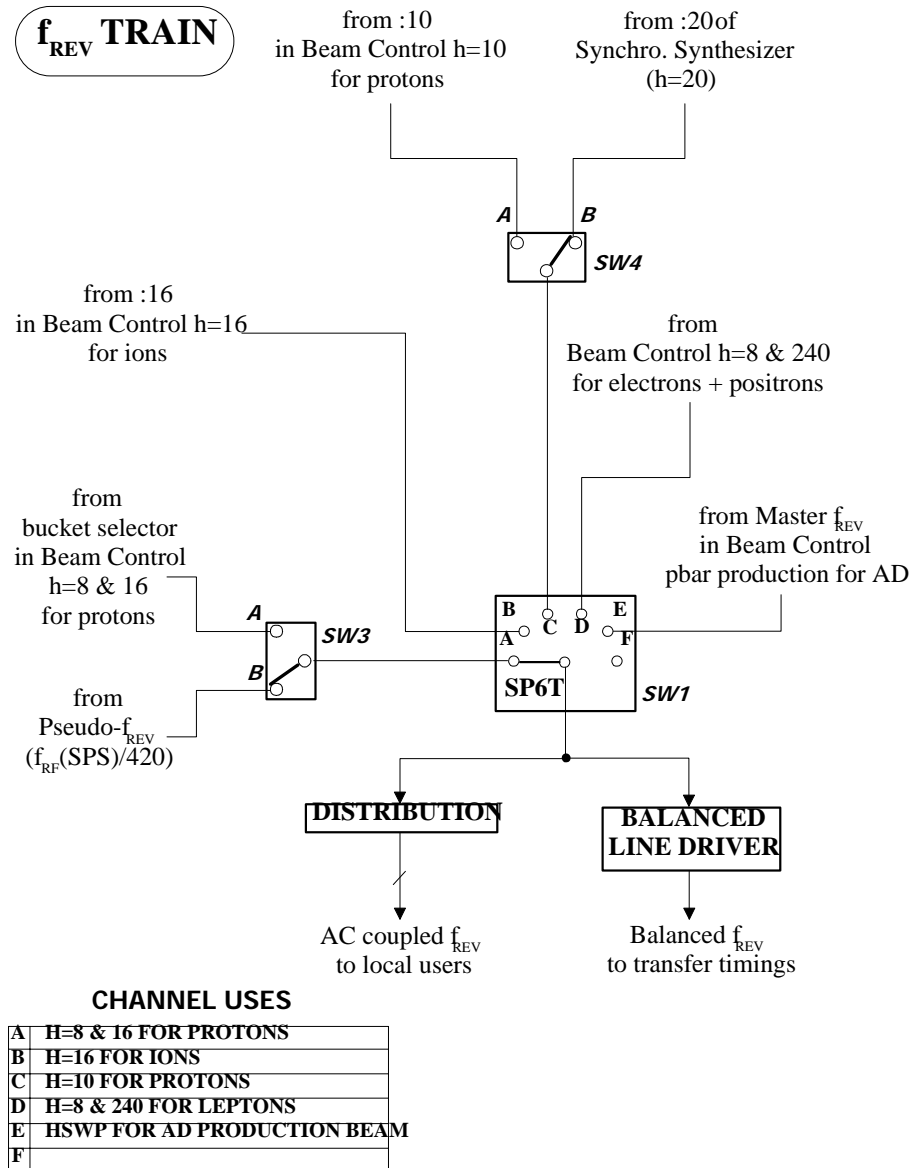 fREV TRAIN
from :10
in Beam Control h=10
for protons
from :20of
Synchro. Synthesizer
(h=20)
A
B
SW4
from :16
in Beam Control h=16
for ions
from
Beam Control h=8 & 240
for electrons + positrons
from
bucket selector
in Beam Control
h=8 & 16
for protons
from Master fREV
in Beam Control
pbar production for AD
A
SW3
B
from
Pseudo-fREV
(fRF(SPS)/420)
B
E
C
D
A
F
SP6T
SW1
DISTRIBUTION
BALANCED
LINE DRIVER
AC coupled fREV
to local users
Balanced fREV
to transfer timings
CHANNEL USES
A H=8 & 16 FOR PROTONS
B H=16 FOR IONS
C H=10 FOR PROTONS
D H=8 & 240 FOR LEPTONS
E HSWP FOR AD PRODUCTION BEAM
F